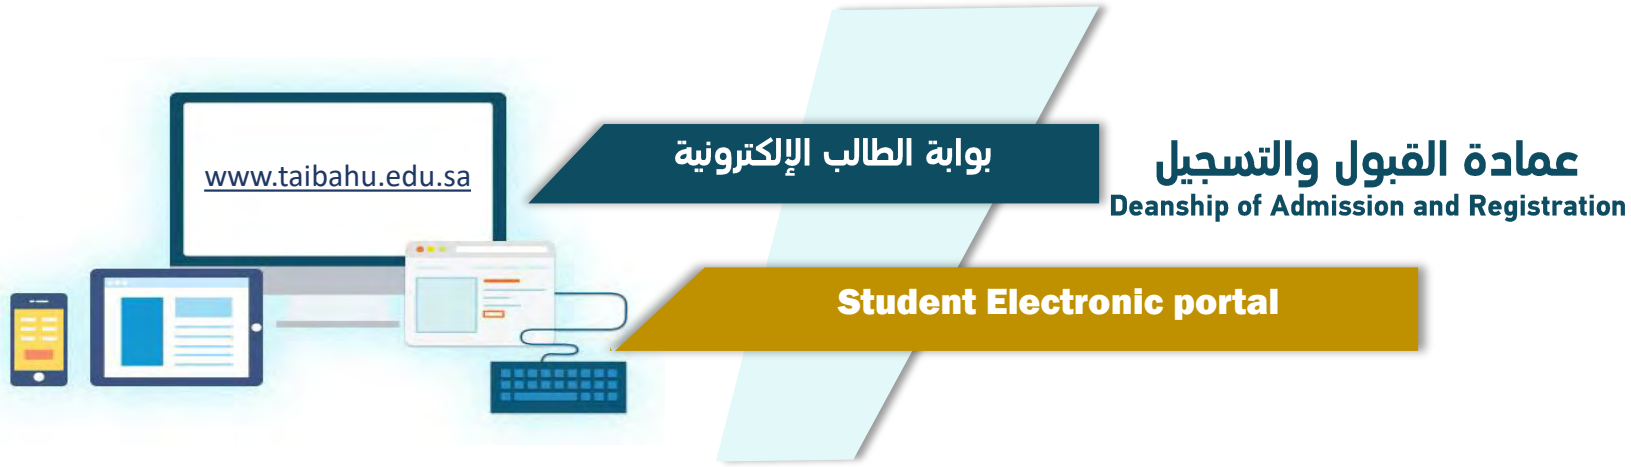 عمادة القبول والتسجيل
Deanship of Admission and Registration
بوابة الطالب الإلكترونية
Student Electronic portal
www.taibahu.edu.sa